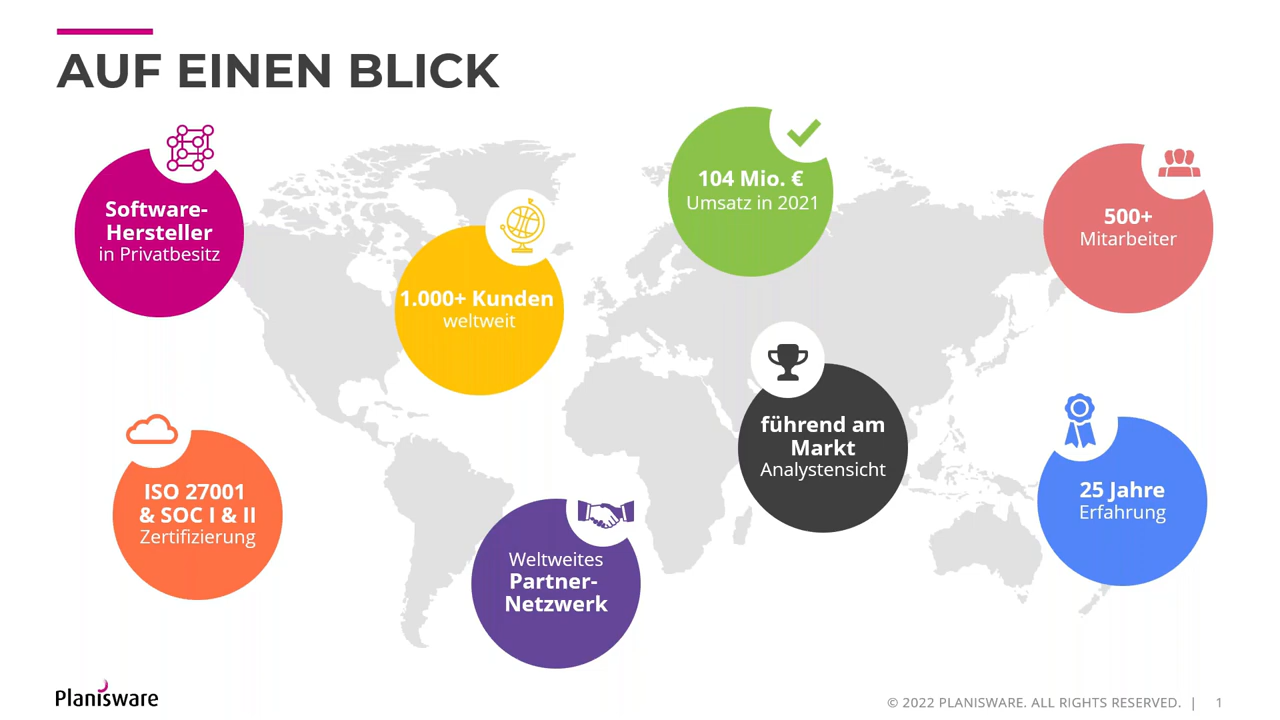 AUF EINEN BLICK
Software-
Hersteller
in Privatbesitz
1.000+ Kunden
weltweit
104 Mio. €
Umsatz in 2021
500+
Mitarbeiter
ISO 27001
& SOC I & II
Zertifizierung
Weltweites
Partner-
Netzwerk
führend am
Markt
Analystensicht
25 Jahre
Erfahrung
Planisware
© 2022 PLANISWARE. ALL RIGHTS RESERVED. | 1